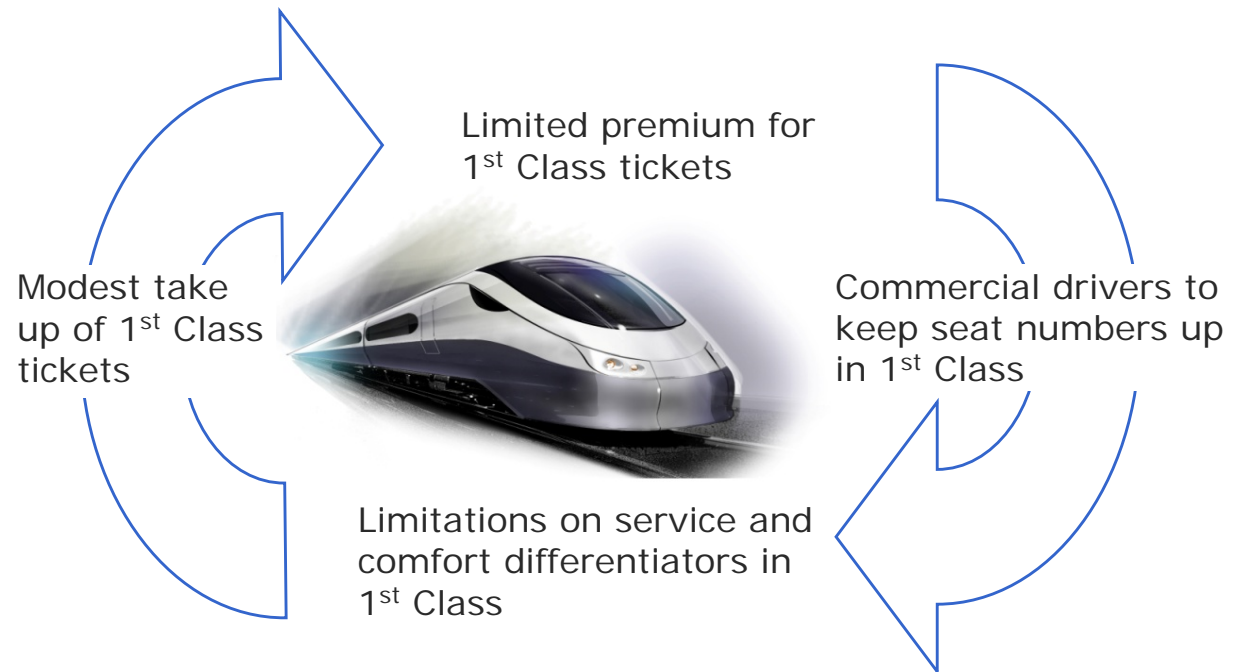 Limited premium for
1st Class tickets
Modest take
up of 1st Class
tickets
Commercial drivers to
keep seat numbers up
in 1st Class
Limitations on service and
comfort differentiators in
1st Class